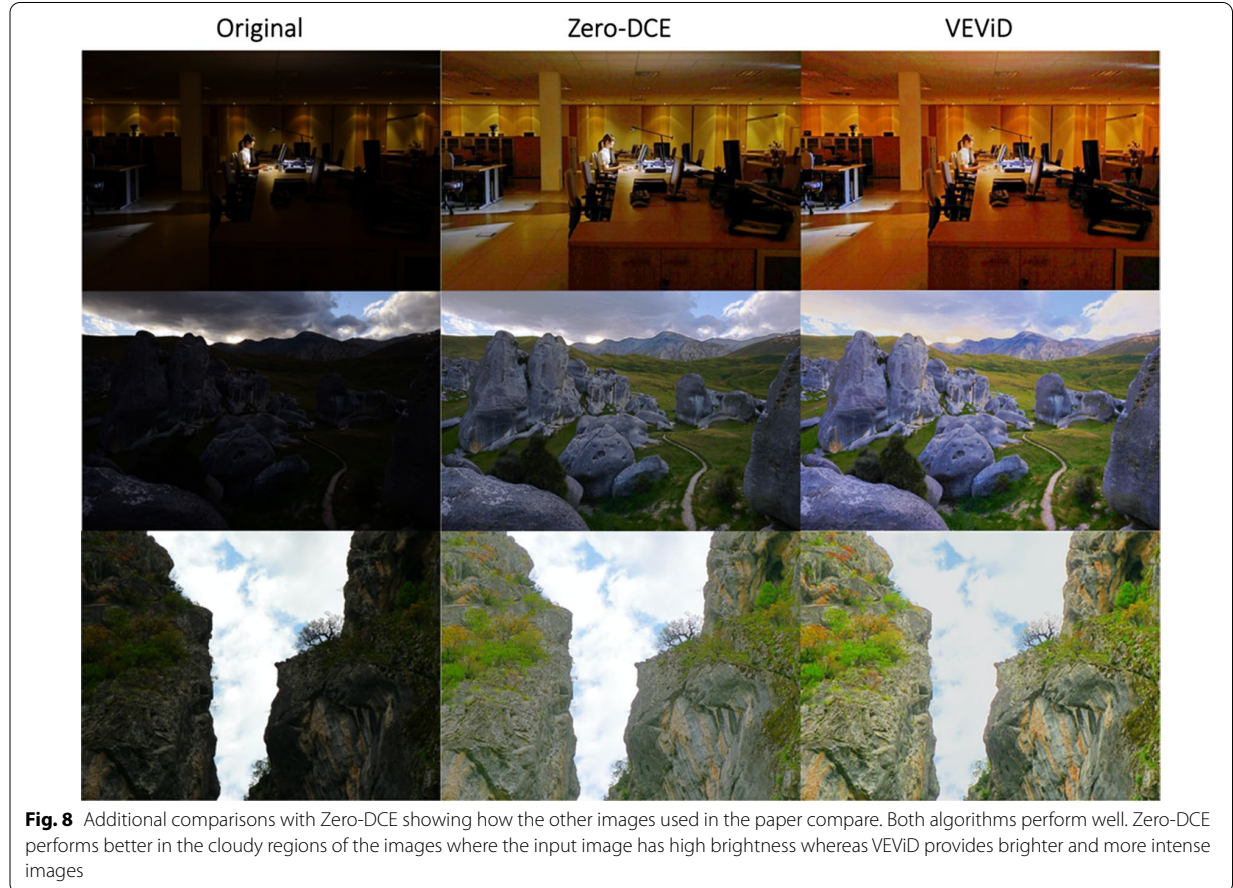 Original Zero-DCE VEViD
Fig. 8 Additional comparisons with Zero-DCE showing how the other images used in the paper compare. Both algorithms perform well. Zero-DCE
performs better in the cloudy regions of the images where the input image has high brightness whereas VEViD provides brighter and more intense
images